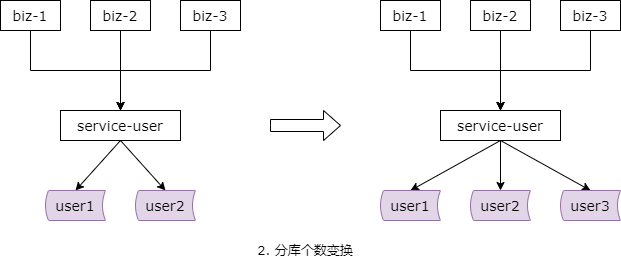 biz-1 biz-2 biz-3 biz-1 biz-2 biz-3
service-user service-user
user1 user2 user1 user2 user3
2. 分库个数变换